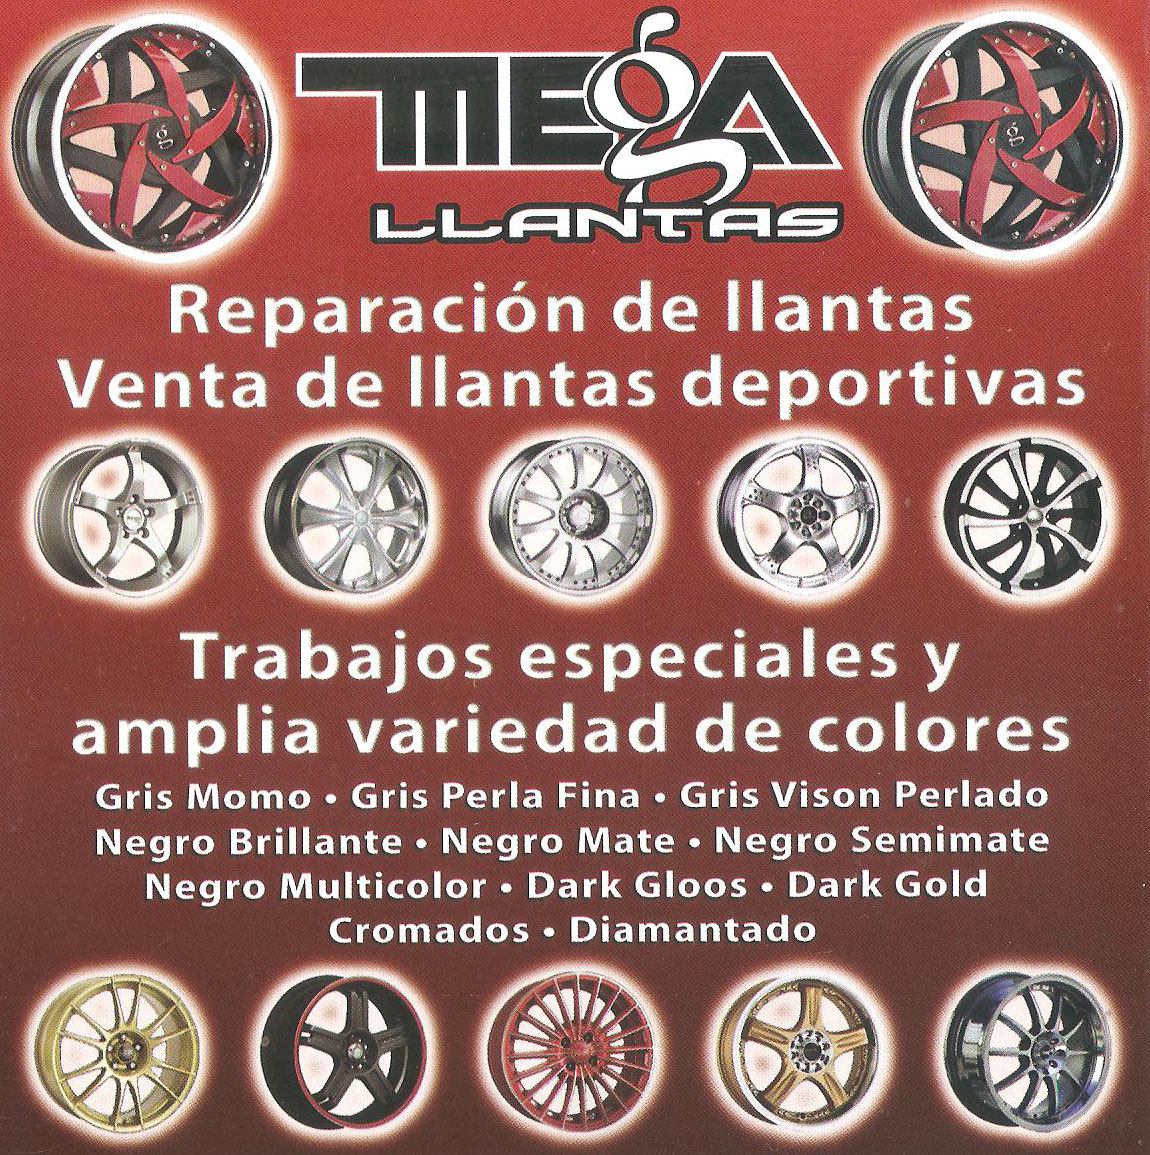 MEgA
LLANTAS
Reparación de llantas
Venta de llantas deportivas
Trabajos especiales y
amplia variedad de colores
Gris Momo • Gris Perla Fina • Gris Vison Perlado
Negro Brillante • Negro Mate • Negro Semimate
Negro Multicolor • Dark Gloos • Dark Gold
Cromados • Diamantado